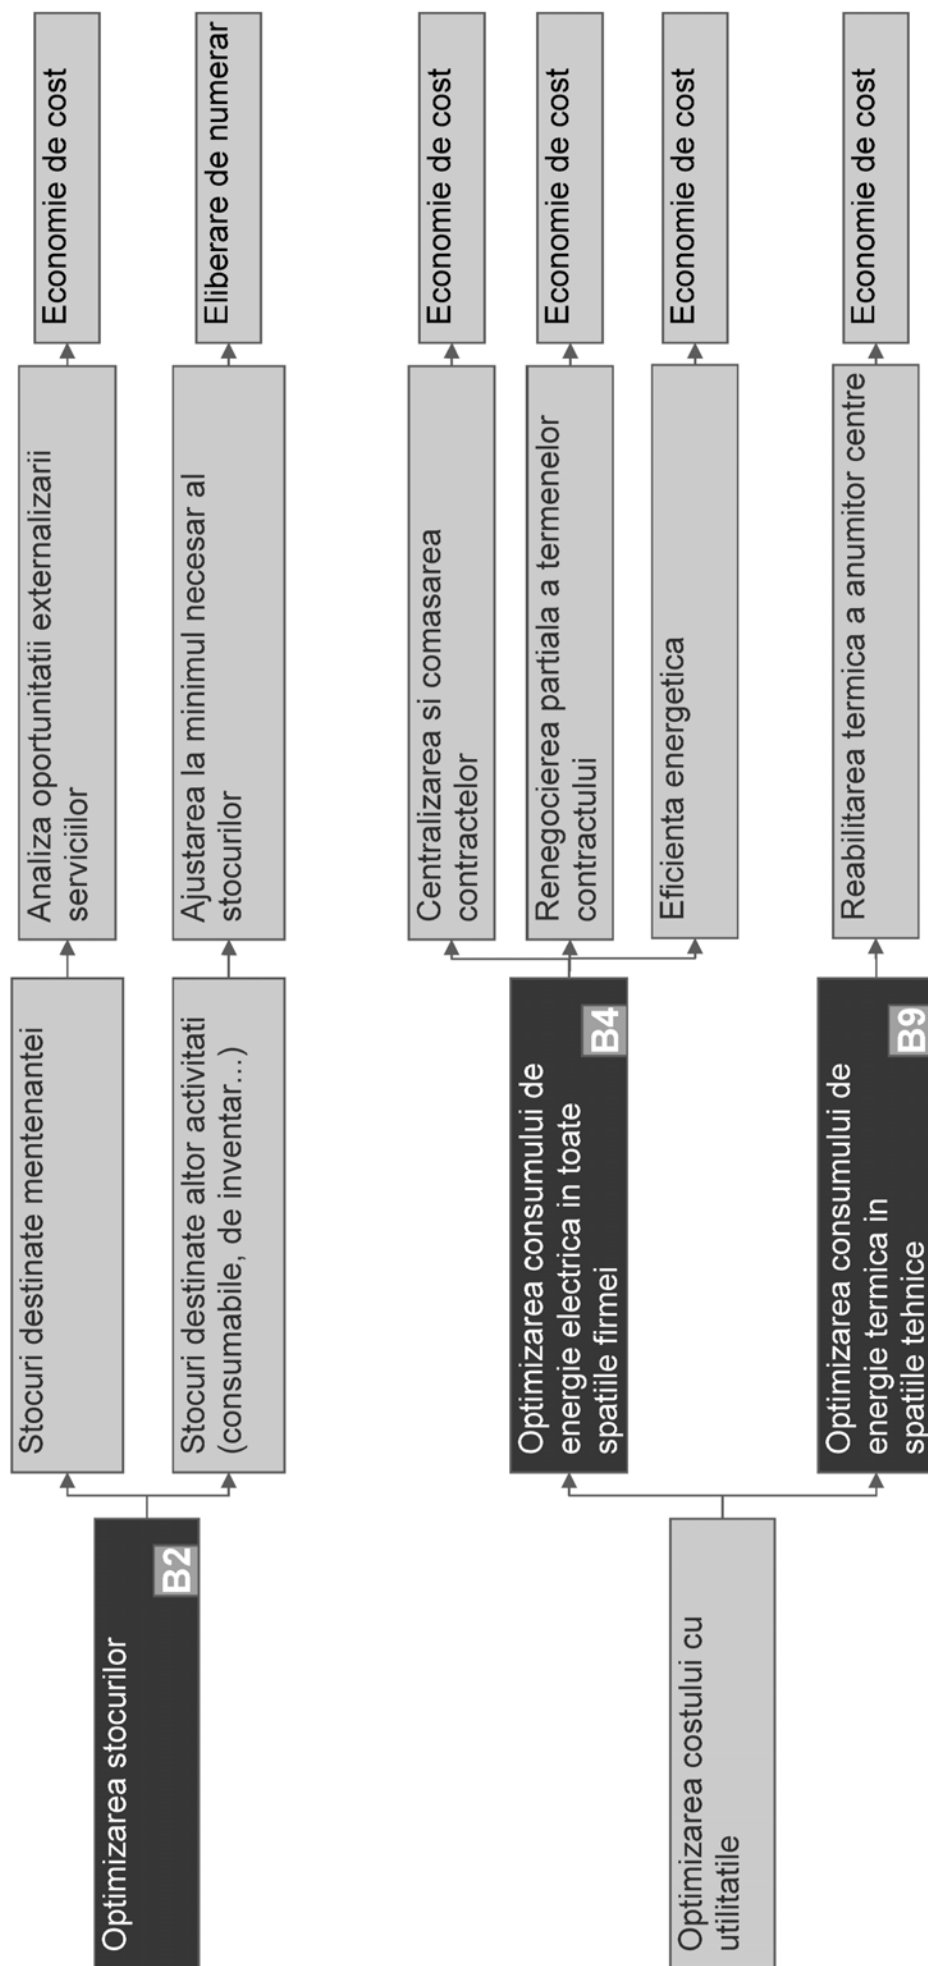 Optimizarea stocurilor
B2
Stocuri destinate mentenantei
Analiza oportunitatii externalizarii
serviciilor
Economie de cost
Stocuri destinate altor activitati
(consumabile, de inventar...)
Ajustarea la minimul necesar al
stocurilor
Eliberare de numerar
Optimizarea costului cu
utilitatile
Optimizarea consumului de
energie electrica in toate
spatiile firmei
B4
Centralizarea si comasarea
contractelor
Economie de cost
Renegocierea partiala a termenelor
contractului
Economie de cost
Eficienta energetica
Economie de cost
Optimizarea consumului de
energie termica in
spatiile tehnice
B9
Reabilitarea termica a anumitor centre
Economie de cost